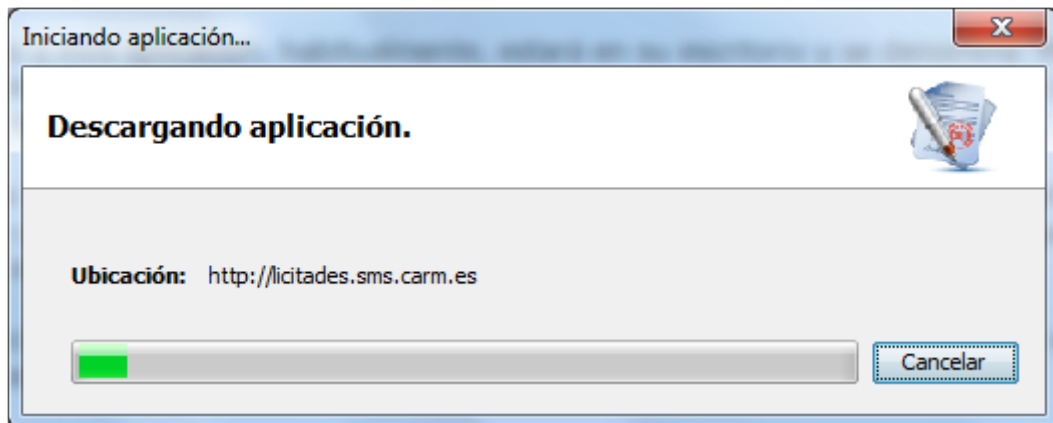 Iniciando aplicación...
Descargando aplicación.
Ubicación: http://licitades.sms.carm.es
Cancelar